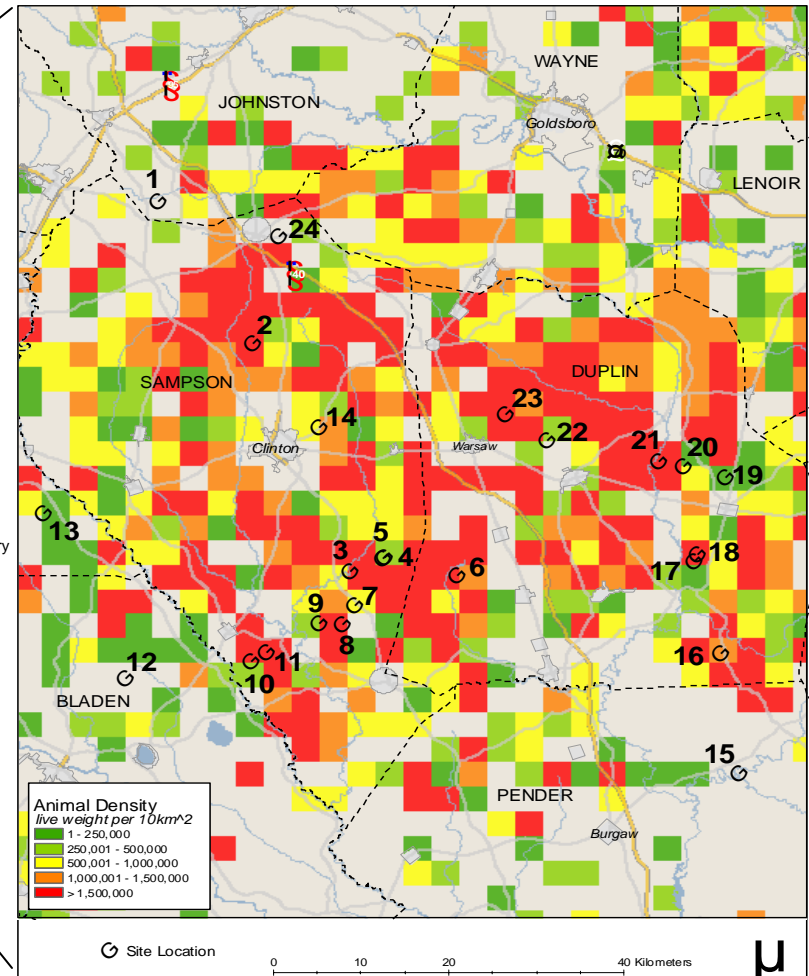 WAYNE
JOHNSTON
Goldsboro
LENOIR
1
24
40
2
SAMPSON
DUPLIN
23
14
22
Clinton
Warsaw
21
20
19
13
5
4
3
6
18
17
7
9
8
16
11
10
12
BLADEN
15
PENDER
Burgaw
ry
Animal Density
live weight per 10km^2
1 - 250,000
250,001 - 500,000
500,001 - 1,000,000
1,000,001 - 1,500,000
> 1,500,000
G Site Location
0 20 40 Kilometers
µ